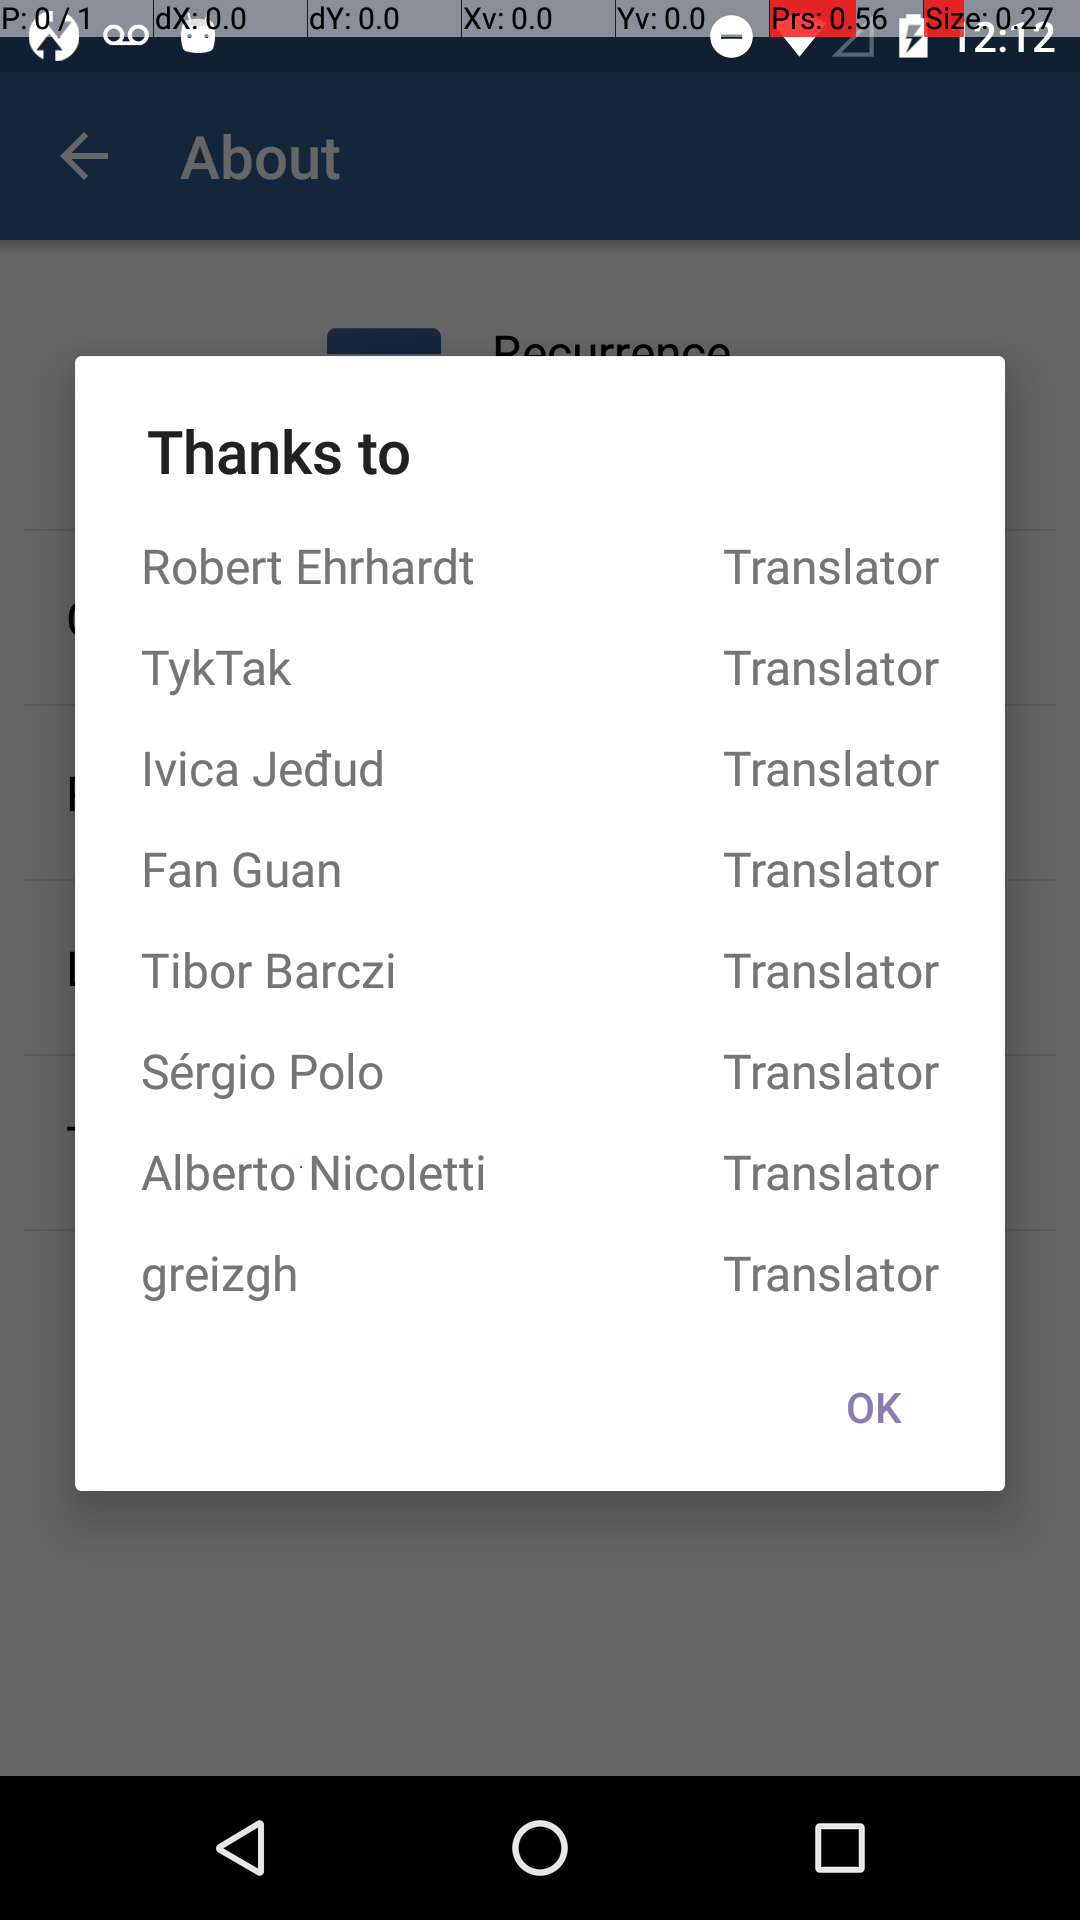 P: 0 / 1 dX: 0.0 dY: 0.0 Xv: 0.0 Yv: 0.0 Prs: 0.56 Size: 0.27
12:12
About
Recurrence
Thanks to
Robert Ehrhardt Translator
TykTak Translator
Ivica Jeđud Translator
Fan Guan Translator
Tibor Barczi Translator
Sérgio Polo Translator
Alberto Nicoletti Translator
greizgh Translator
OK